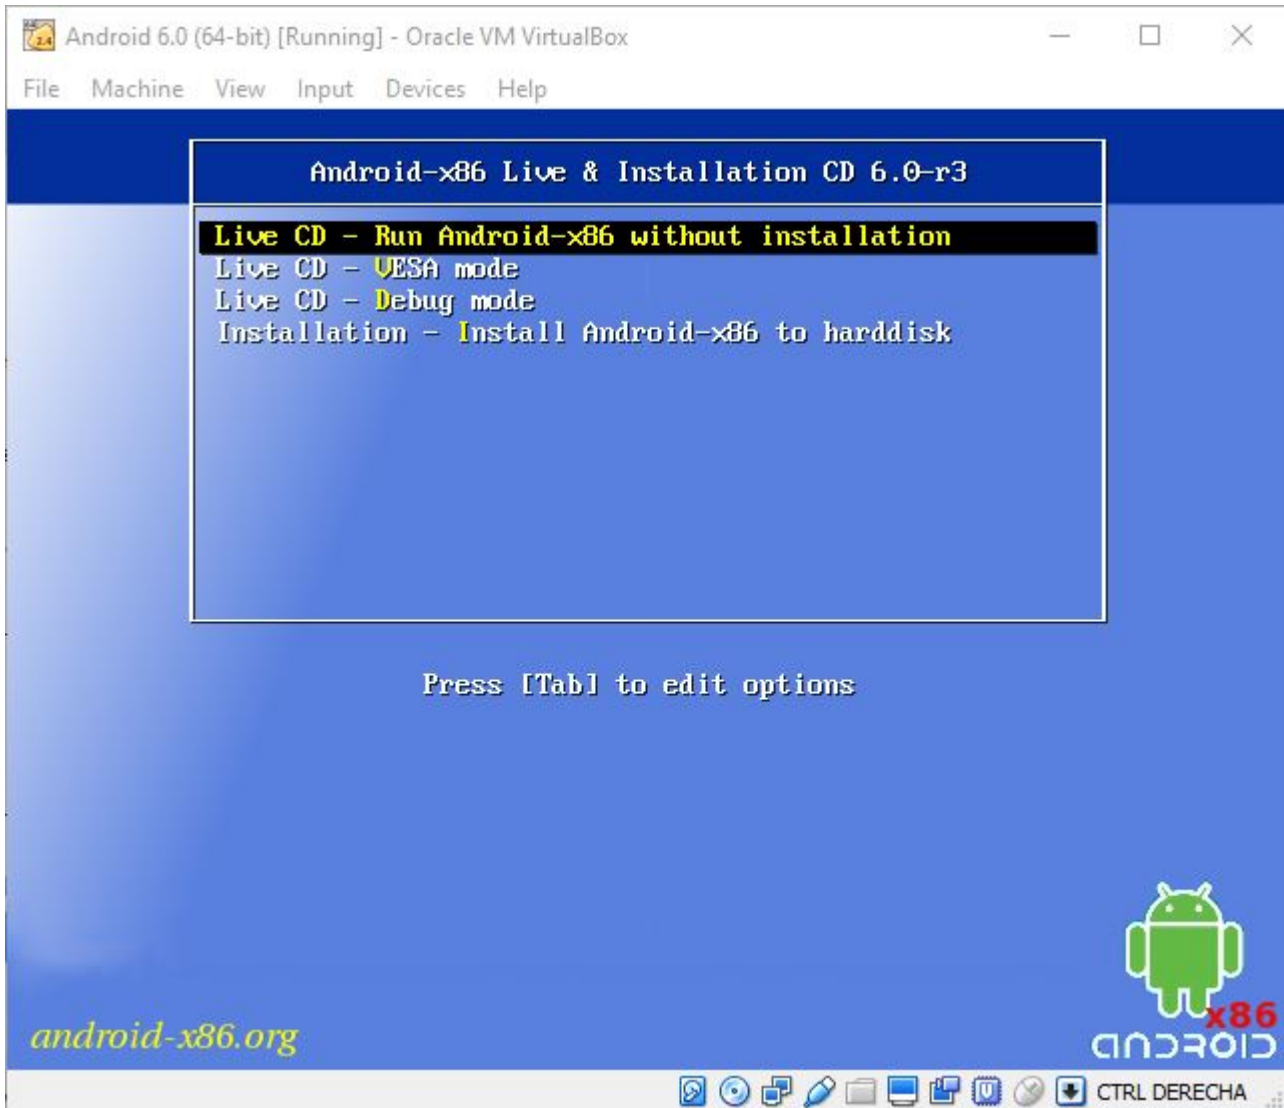 Android 6.0 (64-bit) [Running] - Oracle VM VirtualBox
File Machine View Input Devices Help
Android-x86 Live & Installation CD 6.0-r3
Live CD - Run Android-x86 without installation
Live CD - VESA mode
Live CD - Debug mode
Installation - Install Android-x86 to harddisk
Press [Tab] to edit options
android-x86.org
x86
ANDROID
CTRL DERECHA